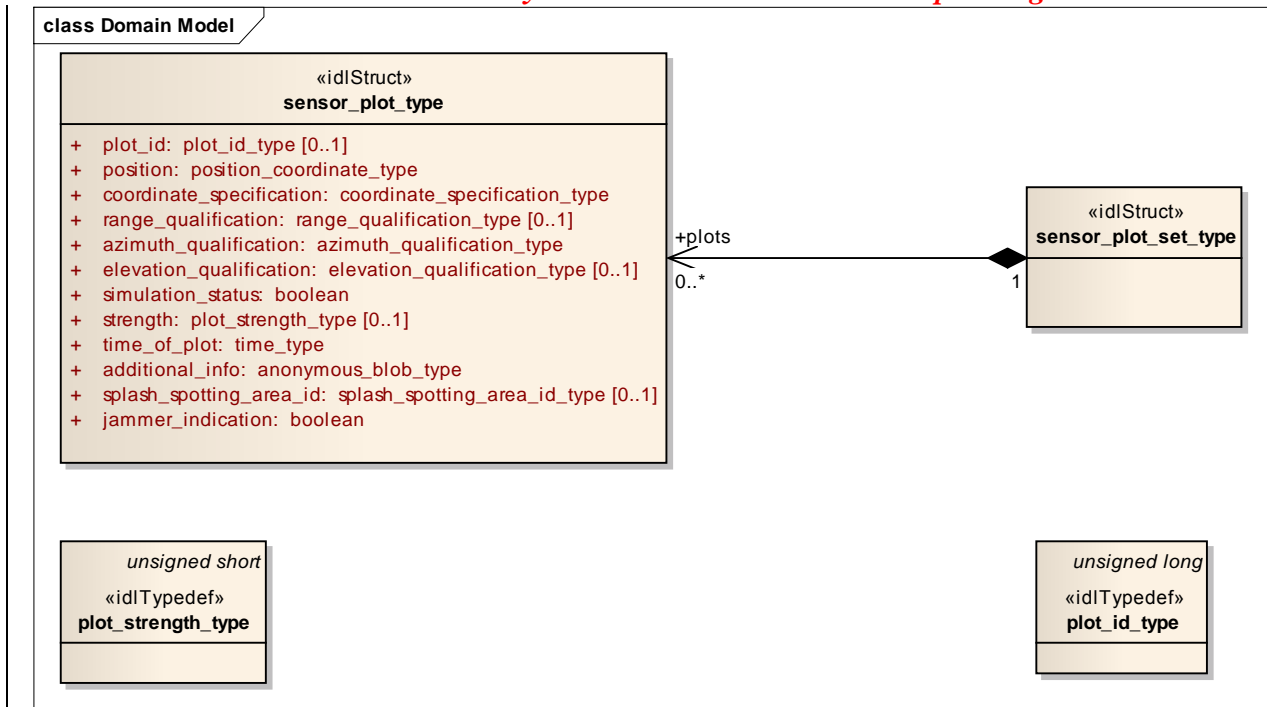 class Domain Model
«idlStruct»
sensor_plot_type
+ plot_id: plot_id_type [0..1]
+ position: position_coordinate_type
+ coordinate_specification: coordinate_specification_type
+ range_qualification: range_qualification_type [0..1]
+ azimuth_qualification: azimuth_qualification_type
+ elevation_qualification: elevation_qualification_type [0..1]
+ simulation_status: boolean
+ strength: plot_strength_type [0..1]
+ time_of_plot: time_type
+ additional_info: anonymous_blob_type
+ splash_spotting_area_id: splash_spotting_area_id_type [0..1]
+ jammer_indication: boolean
+plots
0..*
1
«idlStruct»
sensor_plot_set_type
unsigned short
«idlTypedef»
plot_strength_type
unsigned long
«idlTypedef»
plot_id_type